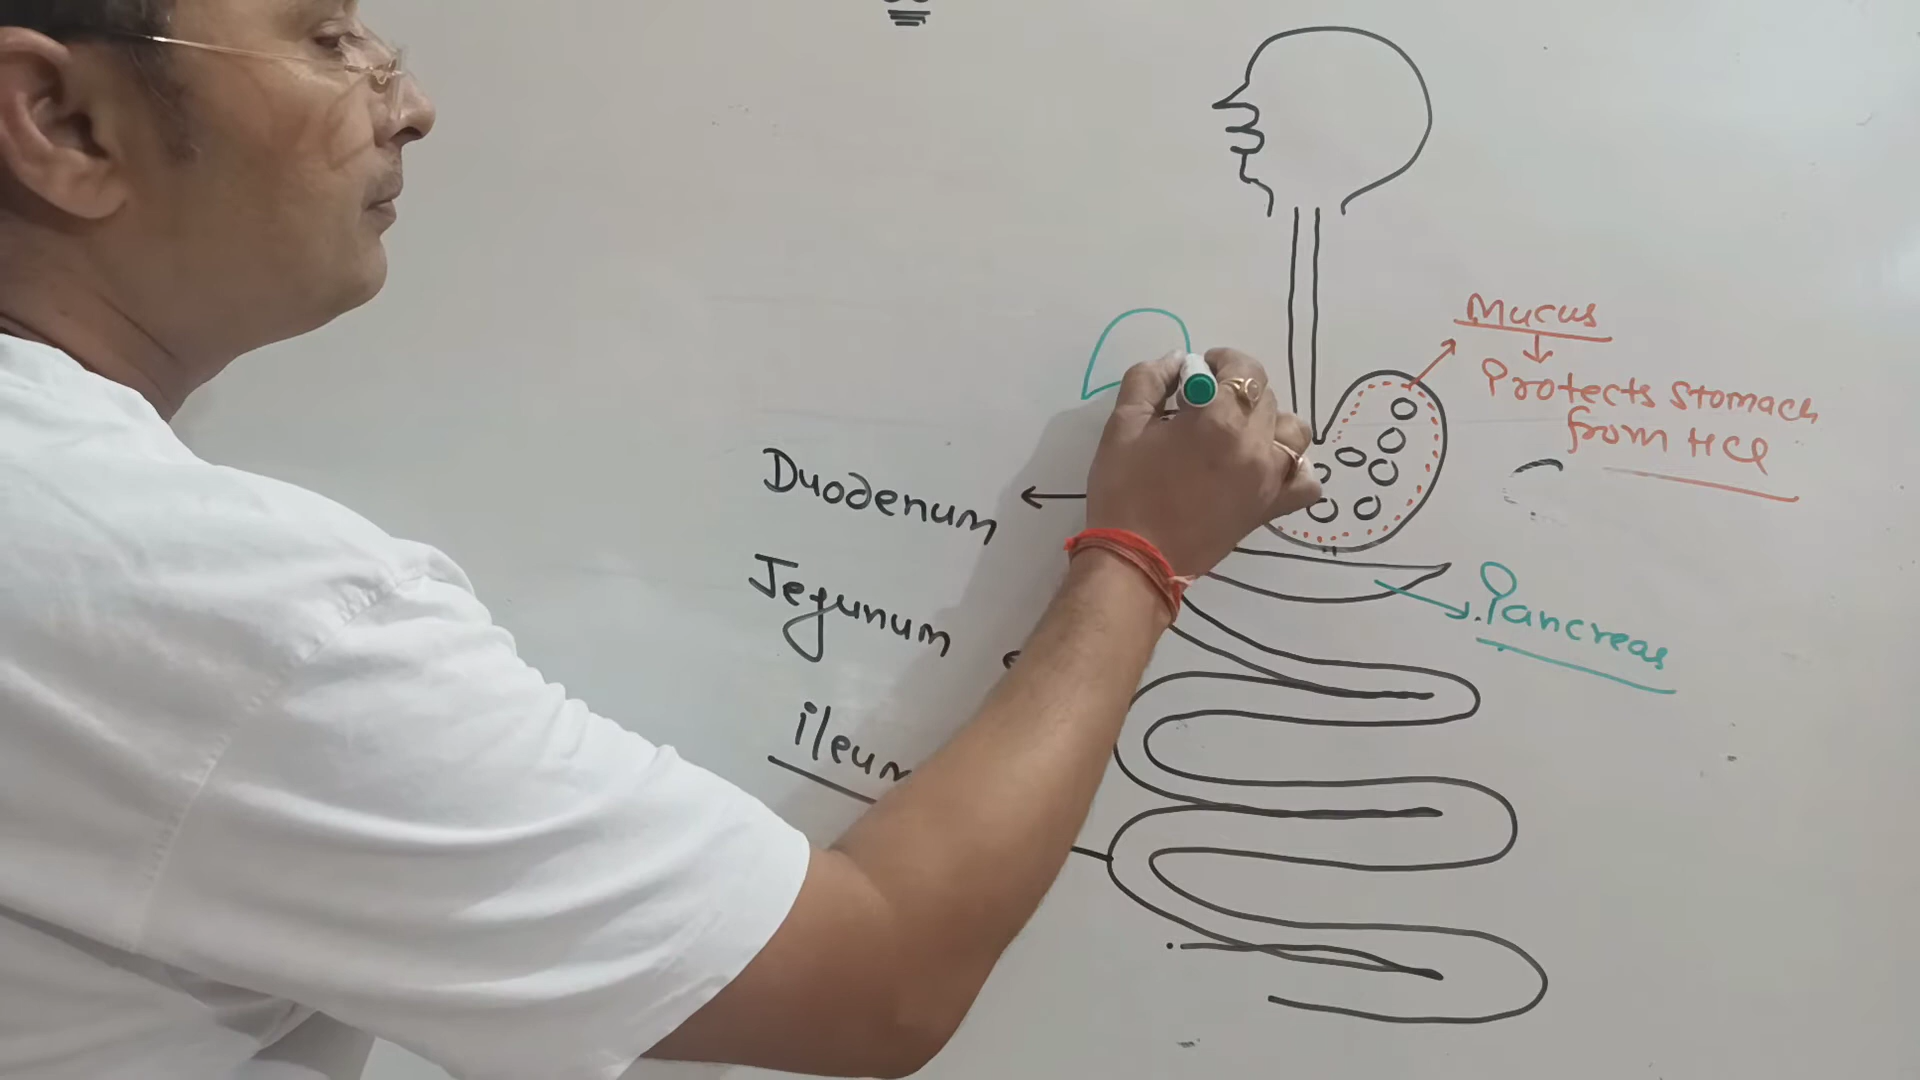 Mucus
Protects Stomach
from HCl
Duodenum
Jejunum
ileum
Pancreas